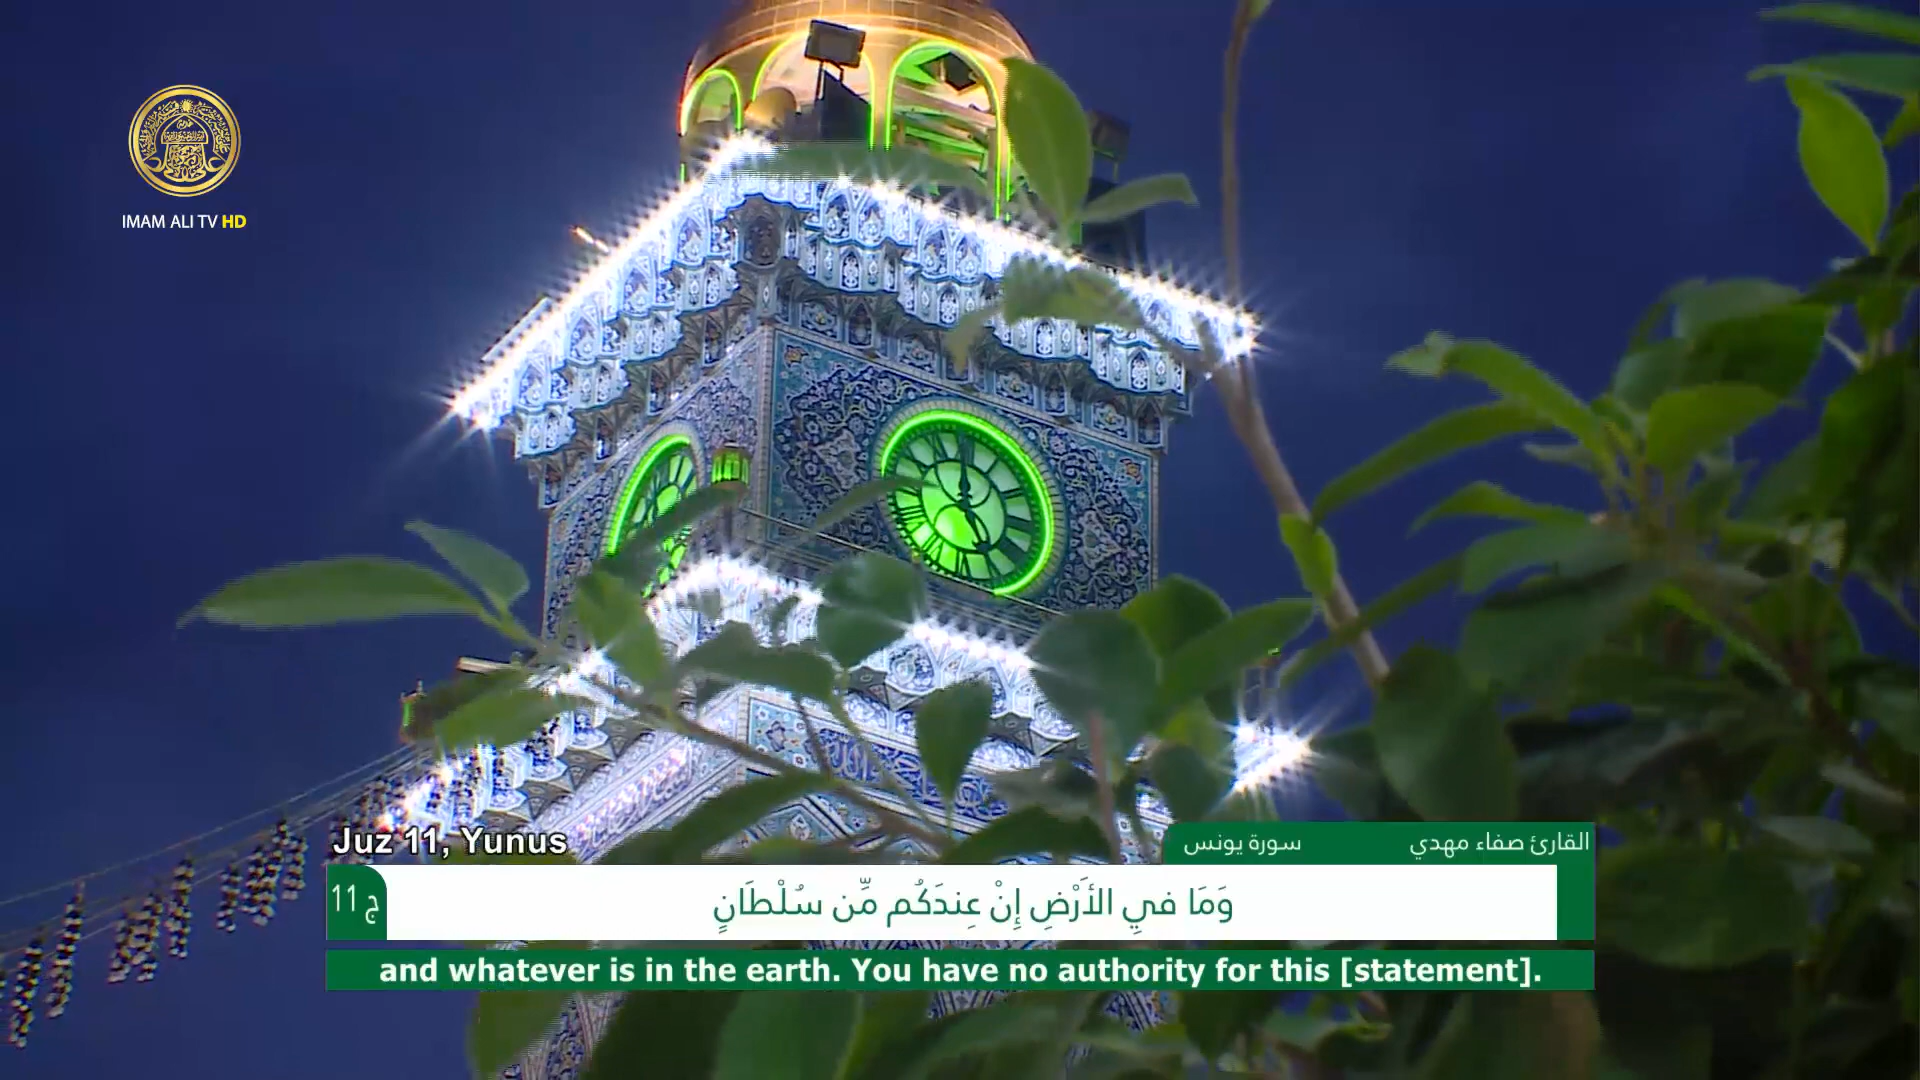 IMAM ALI TV HD
Juz 11, Yunus
القارئ صفاء مهدي
سورة يونس
ج 11
وَمَا فِي الأَرْضِ إِنْ عِندَكُم مِّن سُلْطَانٍ
and whatever is in the earth. You have no authority for this [statement].